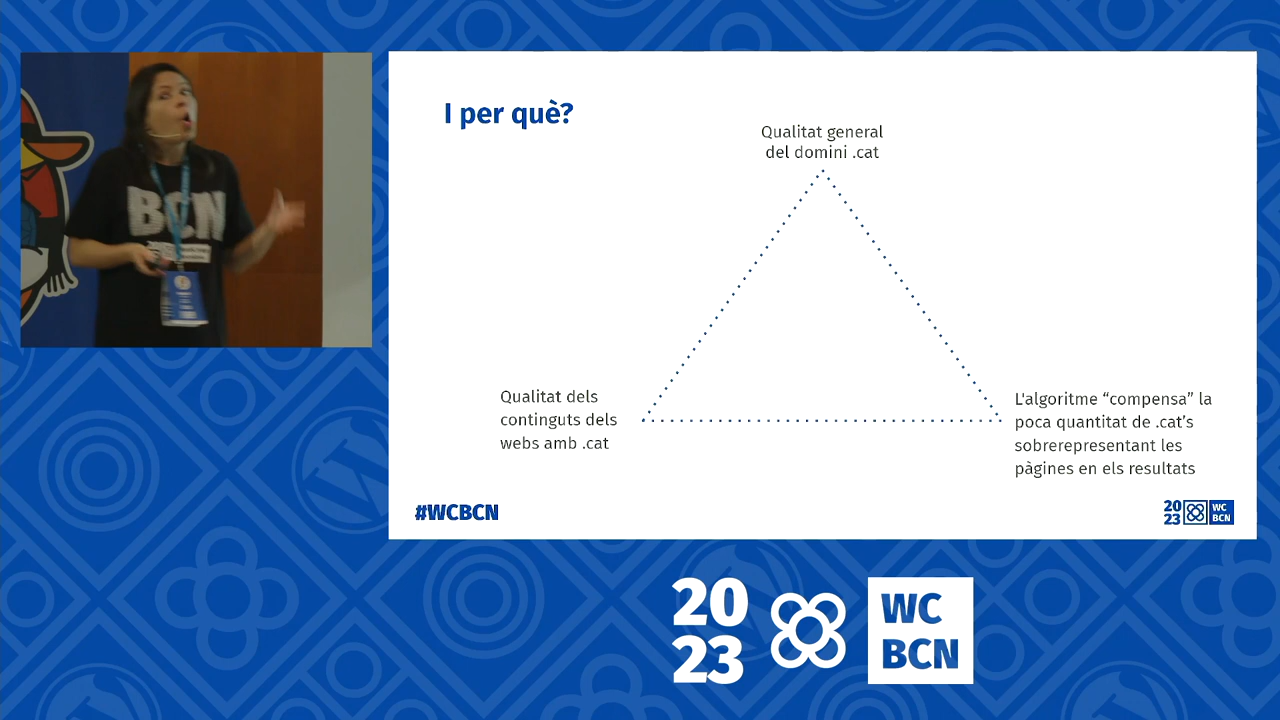 I per què?
Qualitat general
del domini .cat
Qualitat dels
continguts dels
webs amb .cat
L'algoritme “compensa” la
poca quantitat de .cat’s
sobrerepresentant les
pàgines en els resultats
#WCBCN
20
23
WC
BCN
BCN
20
23
WC
BCN